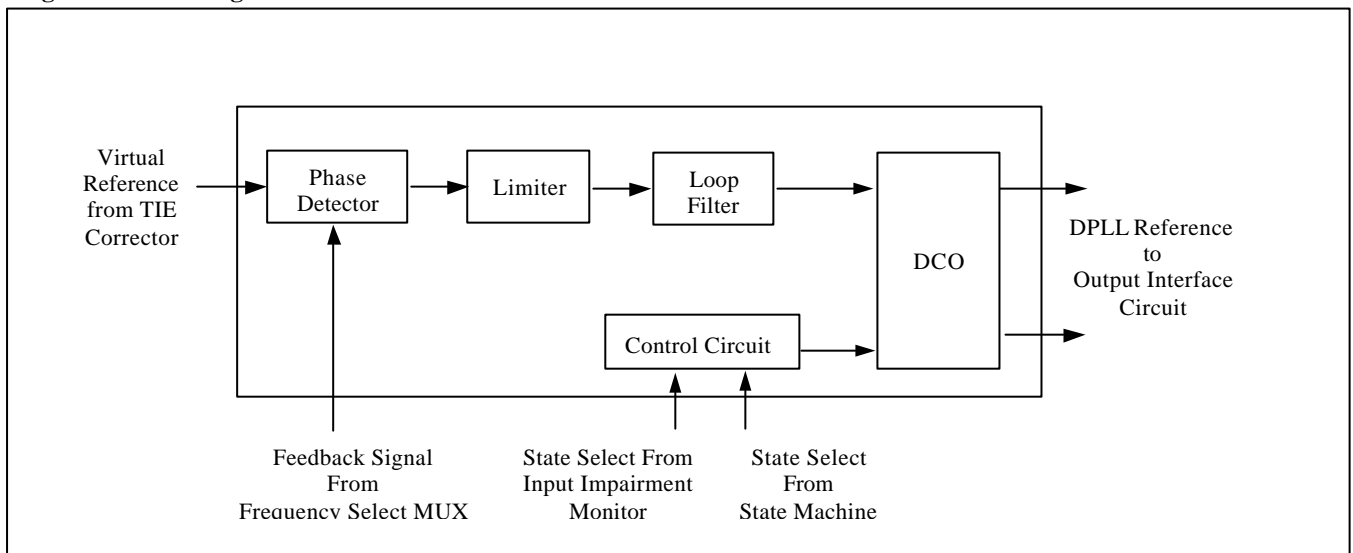 Virtual
Reference
from TIE
Corrector
Phase
Detector
Limiter
Loop
Filter
DCO
DPLL Reference
to
Output Interface
Circuit
Control Circuit
Feedback Signal
From
Frequency Select MUX
State Select From
Input Impairment
Monitor
State Select
From
State Machine